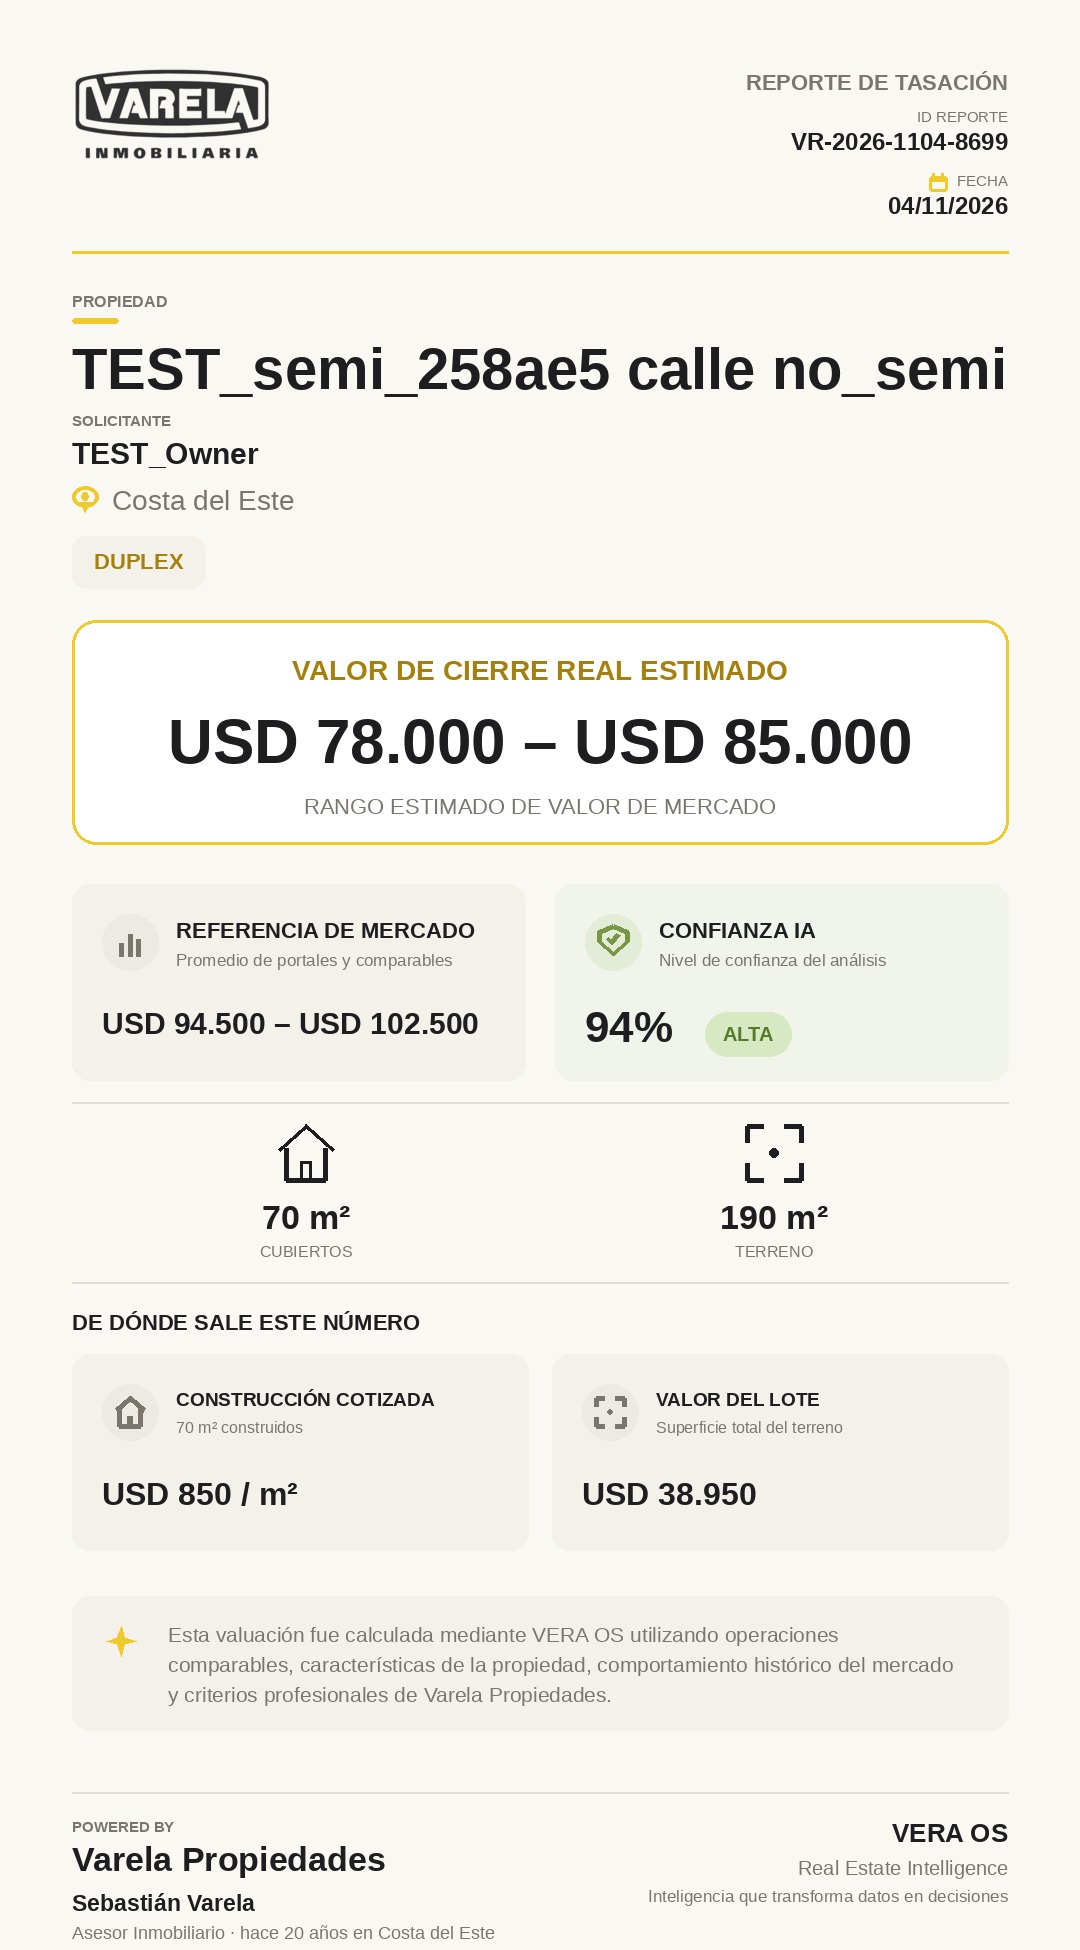 VARELA
INMOBILIARIA
REPORTE DE TASACIÓN
ID REPORTE
VR-2026-1104-8699
FECHA
04/11/2026
PROPIEDAD
TEST_semi_258ae5 calle no_semi
SOLICITANTE
TEST_Owner
Costa del Este
DUPLEX
VALOR DE CIERRE REAL ESTIMADO
USD 78.000 – USD 85.000
RANGO ESTIMADO DE VALOR DE MERCADO
REFERENCIA DE MERCADO
Promedio de portales y comparables
USD 94.500 – USD 102.500
CONFIANZA IA
Nivel de confianza del análisis
94%
ALTA
70 m²
CUBIERTOS
190 m²
TERRENO
DE DÓNDE SALE ESTE NÚMERO
CONSTRUCCIÓN COTIZADA
70 m² construidos
USD 850 / m²
VALOR DEL LOTE
Superficie total del terreno
USD 38.950
Esta valuación fue calculada mediante VERA OS utilizando operaciones
comparables, características de la propiedad, comportamiento histórico del mercado
y criterios profesionales de Varela Propiedades.
POWERED BY
Varela Propiedades
Sebastián Varela
Asesor Inmobiliario · hace 20 años en Costa del Este
VERA OS
Real Estate Intelligence
Inteligencia que transforma datos en decisiones